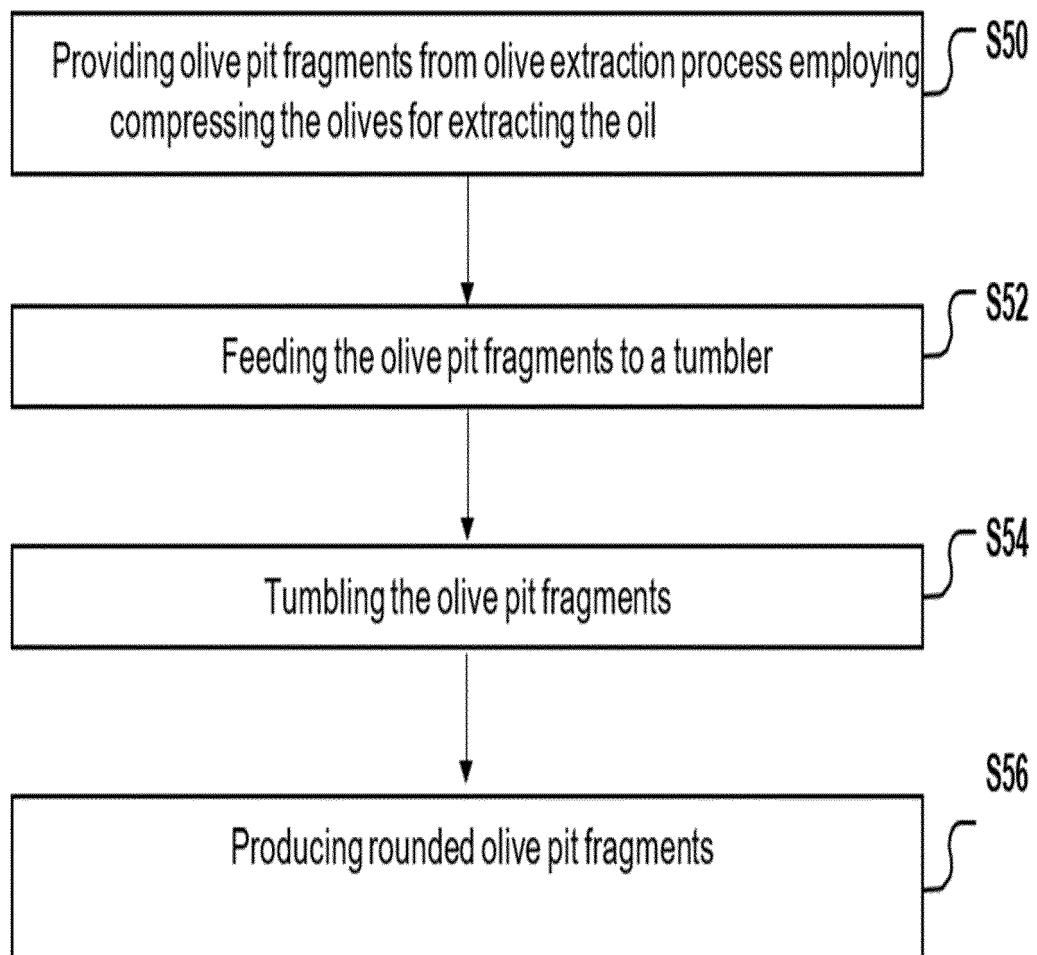 Providing olive pit fragments from olive extraction process employing
compressing the olives for extracting the oil
S50
Feeding the olive pit fragments to a tumbler
S52
Tumbling the olive pit fragments
S54
Producing rounded olive pit fragments
S56